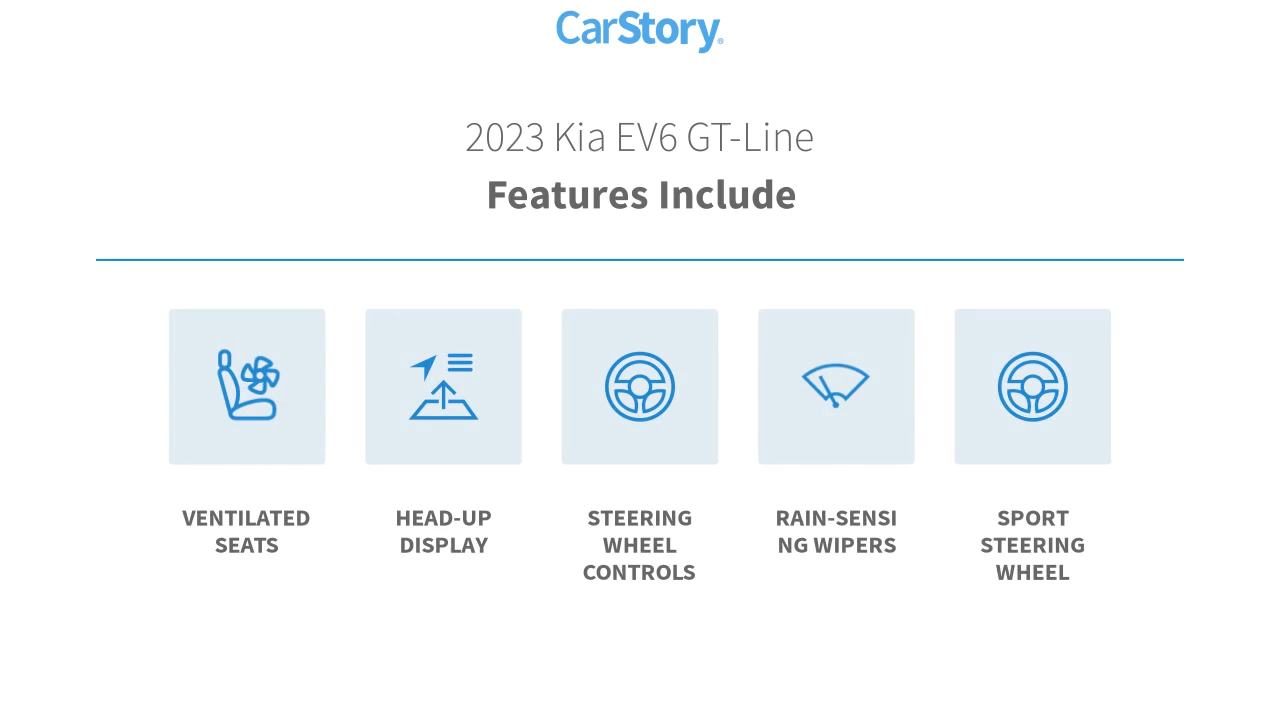 CarStory®
2023 Kia EV6 GT-Line
Features Include
VENTILATED
SEATS
HEAD-UP
DISPLAY
STEERING
WHEEL
CONTROLS
RAIN-SENSI
NG WIPERS
SPORT
STEERING
WHEEL